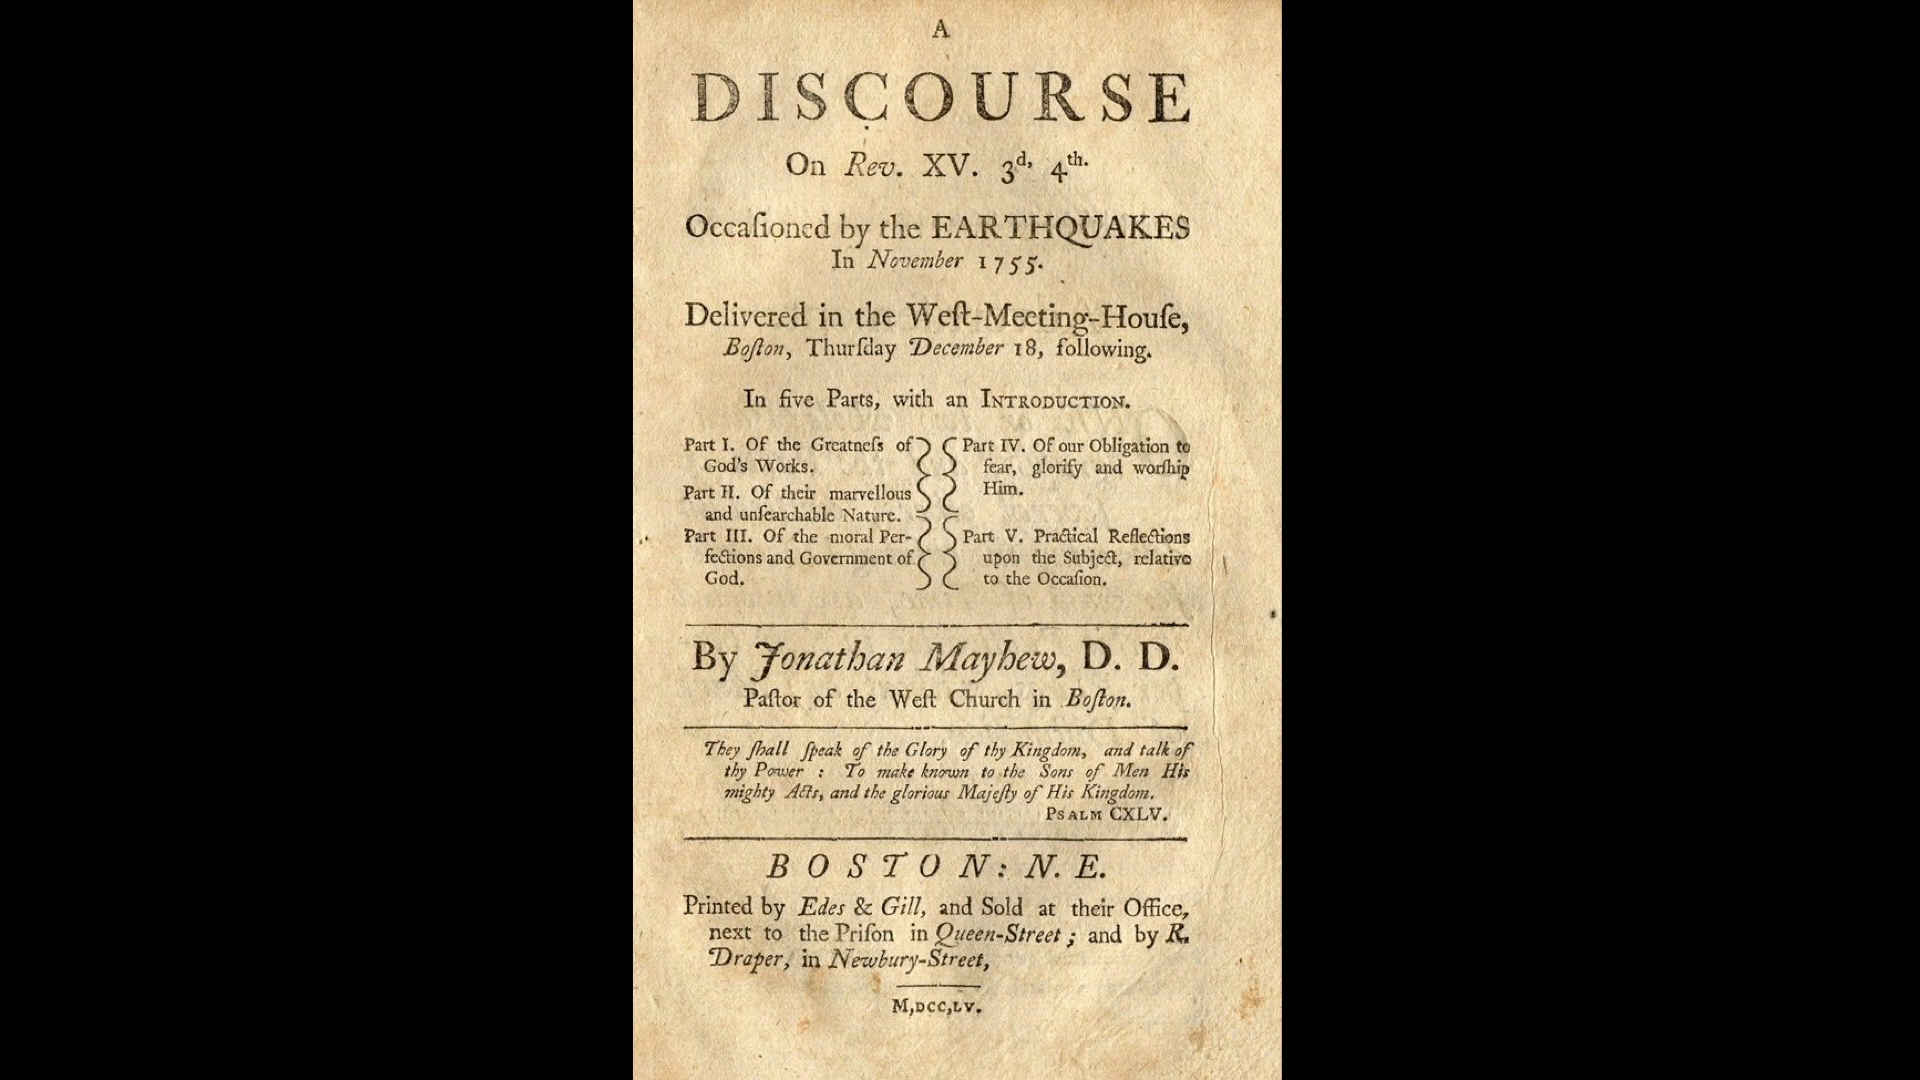 A
DISCOURSE
On Rev. XV. 3d, 4th.
Occaſioned by the EARTHQUAKES
In November 1755.
Delivered in the Weſt-Meeting-Houſe,
Boſton, Thurſday December 18, following.
In five Parts, with an INTRODUCTION.
Part I. Of the Greatneſs of
God's Works.
Part II. Of their marvellous
and unſearchable Nature.
Part III. Of the moral Per-
fections and Government of
God.
Part IV. Of our Obligation to
fear, glorify and worſhip
Him.
Part V. Practical Reflections
upon the Subject, relative
to the Occaſion.
By Jonathan Mayhew, D. D.
Paſtor of the Weſt Church in Boſton.
They ſhall ſpeak of the Glory of thy Kingdom, and talk of
thy Power : To make known to the Sons of Men His
mighty Acts, and the glorious Majeſty of His Kingdom.
PSALM CXLV.
BOSTON: N. E.
Printed by Edes & Gill, and Sold at their Office,
next to the Priſon in Queen-Street ; and by R.
Draper, in Newbury-Street,
M,DCC,LV.